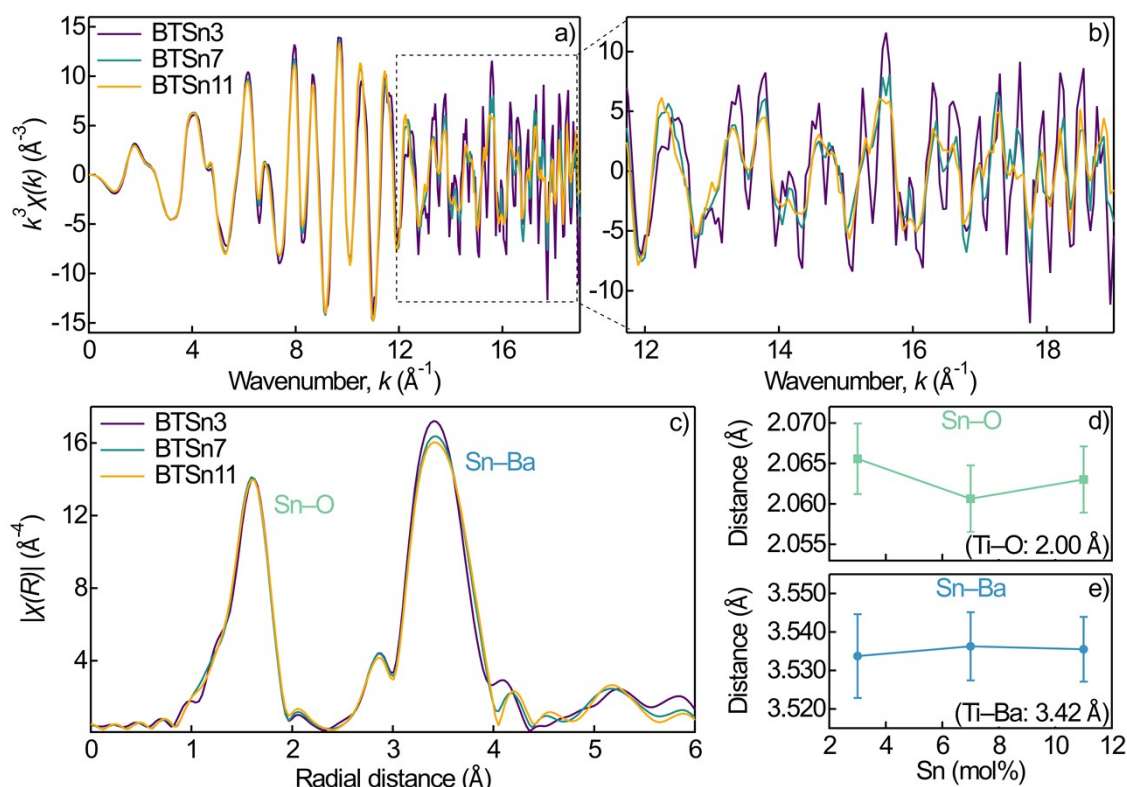 BTSn3
BTSn7
BTSn11
a)
15
10
5
0
-5
-10
-15
k³χ(k) (Å⁻³)
0 4 8 12 16
Wavenumber, k (Å⁻¹)
b)
10
5
0
-5
-10
12 14 16 18
Wavenumber, k (Å⁻¹)
BTSn3
BTSn7
BTSn11
c)
Sn–O
Sn–Ba
16
12
8
4
|χ(R)| (Å⁻⁴)
0 1 2 3 4 5 6
Radial distance (Å)
Sn–O
d)
2.070
2.065
2.060
2.055
Distance (Å)
(Ti–O: 2.00 Å)
Sn–Ba
e)
3.550
3.540
3.530
3.520
Distance (Å)
(Ti–Ba: 3.42 Å)
2 4 6 8 10 12
Sn (mol%)